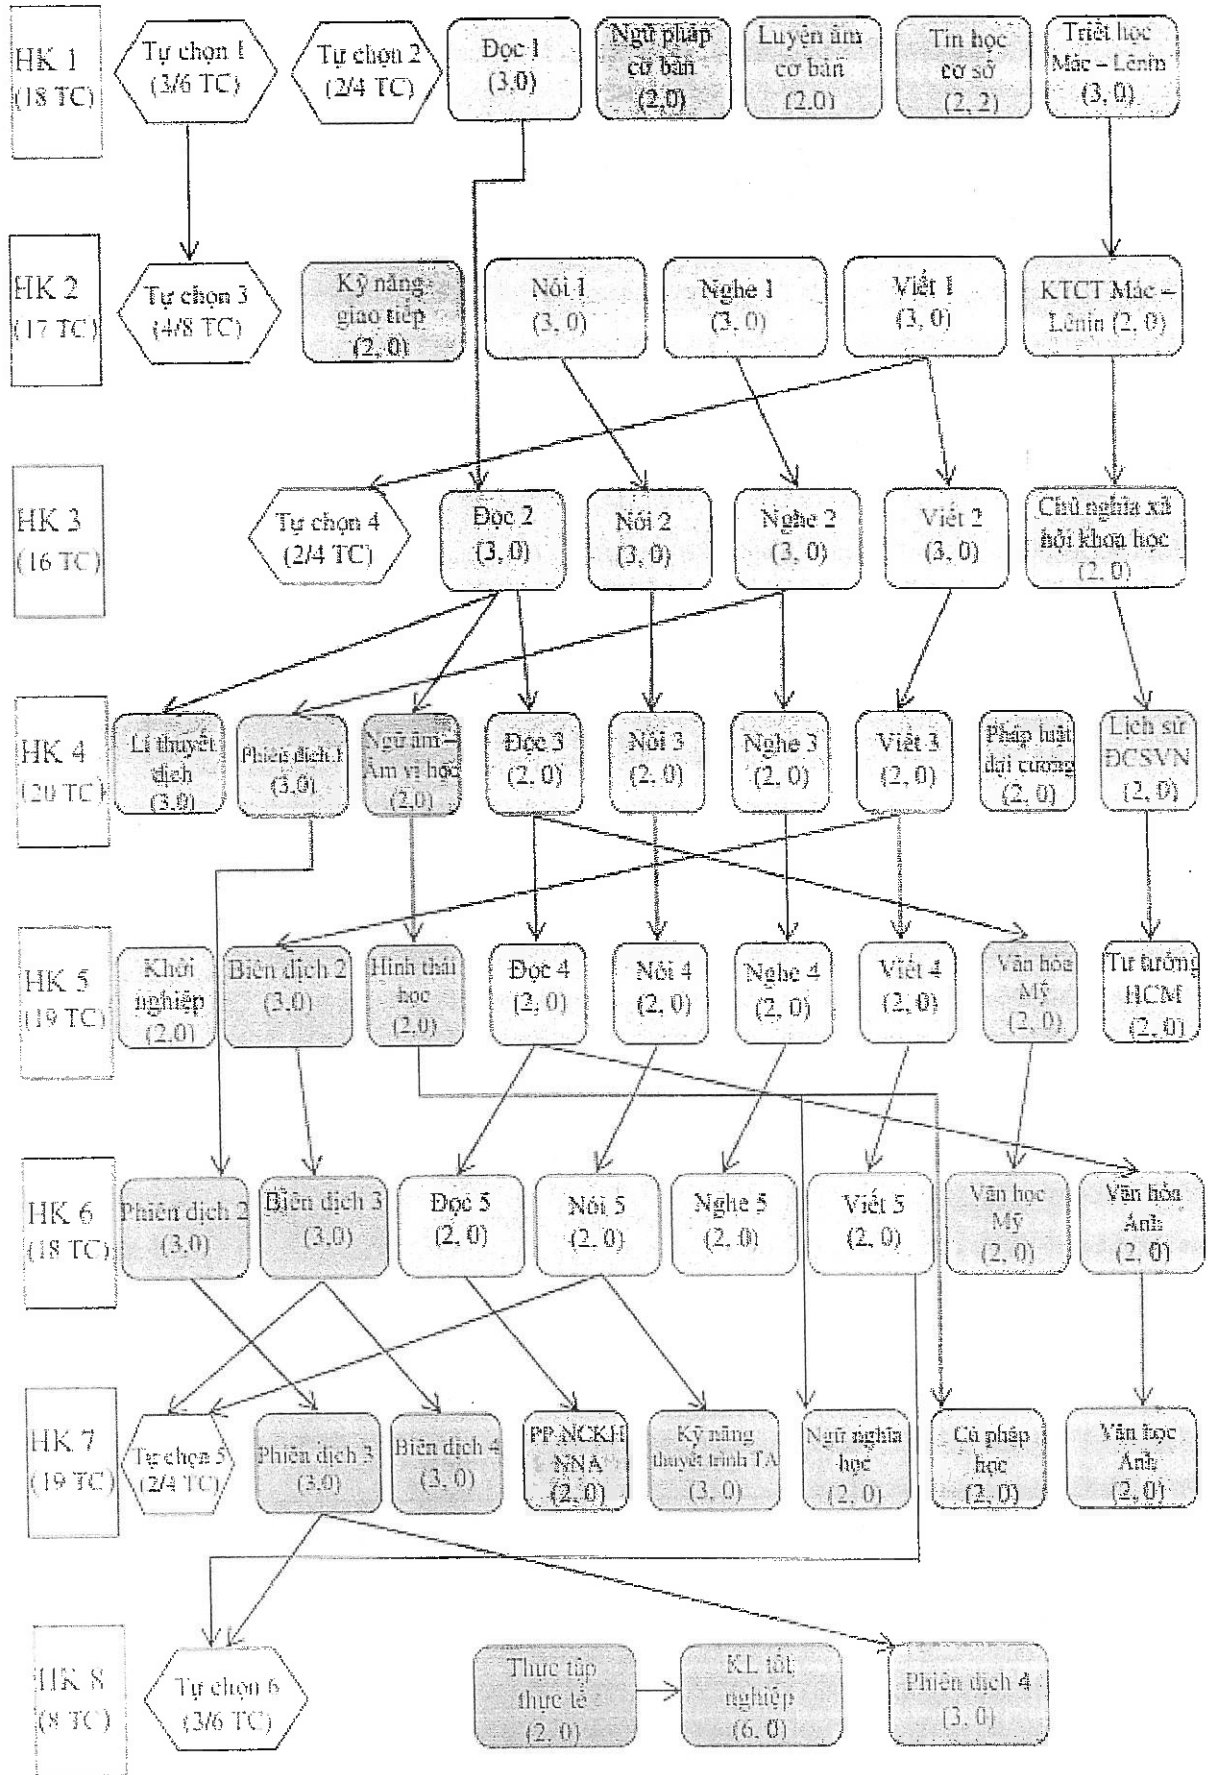 HK 1
(18 TC)
Tự chọn 1
(3/6 TC)
Tự chọn 2
(2/4 TC)
Đọc 1
(3,0)
Ngữ pháp
cơ bản
(2,0)
Luyện âm
cơ bản
(2,0)
Tin học
cơ sở
(2, 2)
Triết học
Mác – Lênin
(3, 0)
HK 2
(17 TC)
Tự chọn 3
(4/8 TC)
Kỹ năng
giao tiếp
(2, 0)
Nói 1
(3, 0)
Nghe 1
(3, 0)
Viết 1
(3, 0)
KTCT Mác –
Lênin (2, 0)
HK 3
(16 TC)
Tự chọn 4
(2/4 TC)
Đọc 2
(3, 0)
Nói 2
(3, 0)
Nghe 2
(3, 0)
Viết 2
(3, 0)
Chủ nghĩa xã
hội khoa học
(2, 0)
HK 4
(20 TC)
Lí thuyết
dịch
(3,0)
Phiên dịch 1
(3,0)
Ngữ âm –
Âm vị học
(2,0)
Đọc 3
(2, 0)
Nói 3
(2, 0)
Nghe 3
(2, 0)
Viết 3
(2, 0)
Pháp luật
đại cương
(2, 0)
Lịch sử
ĐCSVN
(2, 0)
HK 5
(19 TC)
Khởi
nghiệp
(2,0)
Biên dịch 2
(3,0)
Hình thái
học
(2,0)
Đọc 4
(2, 0)
Nói 4
(2, 0)
Nghe 4
(2, 0)
Viết 4
(2, 0)
Văn hóa
Mỹ
(2, 0)
Tư tưởng
HCM
(2, 0)
HK 6
(18 TC)
Phiên dịch 2
(3,0)
Biên dịch 3
(3,0)
Đọc 5
(2, 0)
Nói 5
(2, 0)
Nghe 5
(2, 0)
Viết 5
(2, 0)
Văn học
Mỹ
(2, 0)
Văn hóa
Anh
(2, 0)
HK 7
(19 TC)
Tự chọn 5
(2/4 TC)
Phiên dịch 3
(3,0)
Biên dịch 4
(3, 0)
PP NCKH
NNA
(2, 0)
Kỹ năng
thuyết trình TA
(3, 0)
Ngữ nghĩa
học
(2, 0)
Cú pháp
học
(2, 0)
Văn học
Anh
(2, 0)
HK 8
(8 TC)
Tự chọn 6
(3/6 TC)
Thực tập
thực tế
(2, 0)
KL tốt
nghiệp
(6, 0)
Phiên dịch 4
(3, 0)